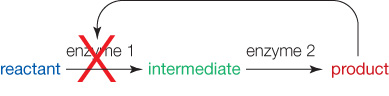 enzyme 1 enzyme 2
reactant intermediate product